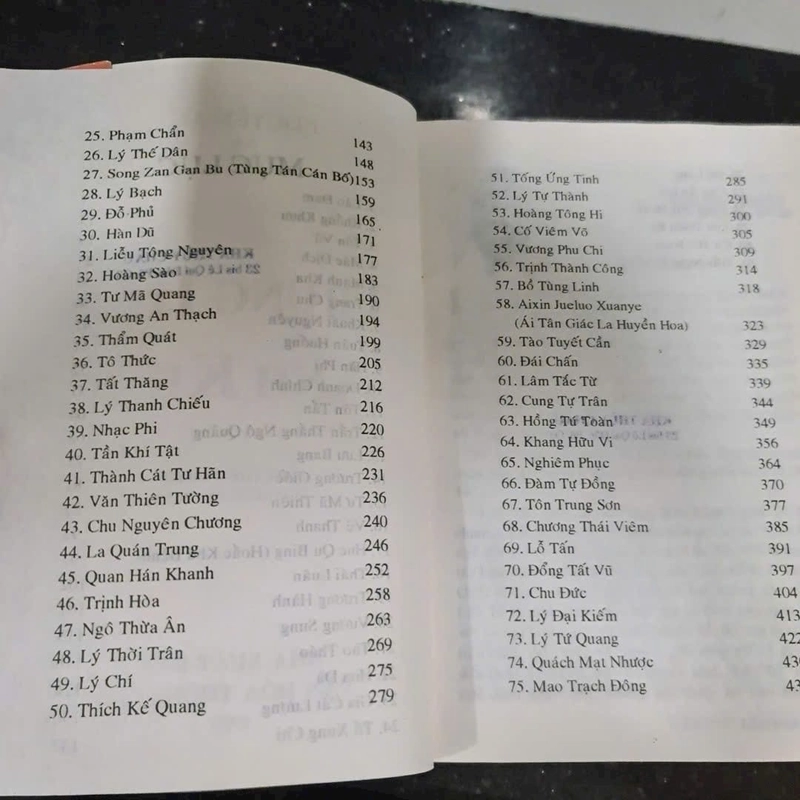 25. Phạm Chẩn 143
26. Lý Thế Dân 148
27. Song Zan Gan Bu (Tùng Tán Cán Bố) 153
28. Lý Bạch 159
29. Đỗ Phủ 165
30. Hàn Dũ 171
31. Liễu Tông Nguyên 177
32. Hoàng Sào 183
33. Tư Mã Quang 190
34. Vương An Thạch 194
35. Thẩm Quát 199
36. Tô Thức 205
37. Tất Thăng 212
38. Lý Thanh Chiếu 216
39. Nhạc Phi 220
40. Tần Khí Tật 226
41. Thành Cát Tư Hãn 231
42. Văn Thiên Tường 236
43. Chu Nguyên Chương 240
44. La Quán Trung 246
45. Quan Hán Khanh 252
46. Trịnh Hòa 258
47. Ngô Thừa Ân 263
48. Lý Thời Trân 269
49. Lý Chí 275
50. Thích Kế Quang 279
51. Tống Ứng Tinh 285
52. Lý Tự Thành 291
53. Hoàng Tông Hi 300
54. Cố Viêm Võ 305
55. Vương Phu Chi 309
56. Trịnh Thành Công 314
57. Bồ Tùng Linh 318
58. Aixin Jueluo Xuanye
(Ái Tân Giác La Huyền Hoa) 323
59. Tào Tuyết Cần 329
60. Đái Chấn 335
61. Lâm Tắc Từ 339
62. Cung Tự Trân 344
63. Hồng Tú Toàn 349
64. Khang Hữu Vi 356
65. Nghiêm Phục 364
66. Đàm Tự Đồng 370
67. Tôn Trung Sơn 377
68. Chương Thái Viêm 385
69. Lỗ Tấn 391
70. Đổng Tất Vũ 397
71. Chu Đức 404
72. Lý Đại Kiếm 413
73. Lý Tứ Quang 422
74. Quách Mạt Nhược 430
75. Mao Trạch Đông